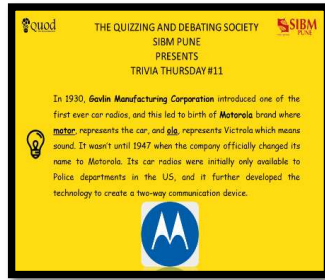 quod
THE QUIZZING AND DEBATING SOCIETY
SIBM PUNE
PRESENTS
TRIVIA THURSDAY #11
SIBM
PUNE
In 1930, Gavlin Manufacturing Corporation introduced one of the
first ever car radios, and this led to birth of Motorola brand where
motor, represents the car, and ola, represents Victrola which means
sound. It wasn't until 1947 when the company officially changed its
name to Motorola. Its car radios were initially only available to
Police departments in the US, and it further developed the
technology to create a two-way communication device.